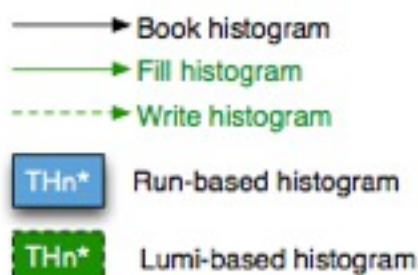 Book histogram
Fill histogram
Write histogram
THn* Run-based histogram
THn* Lumi-based histogram